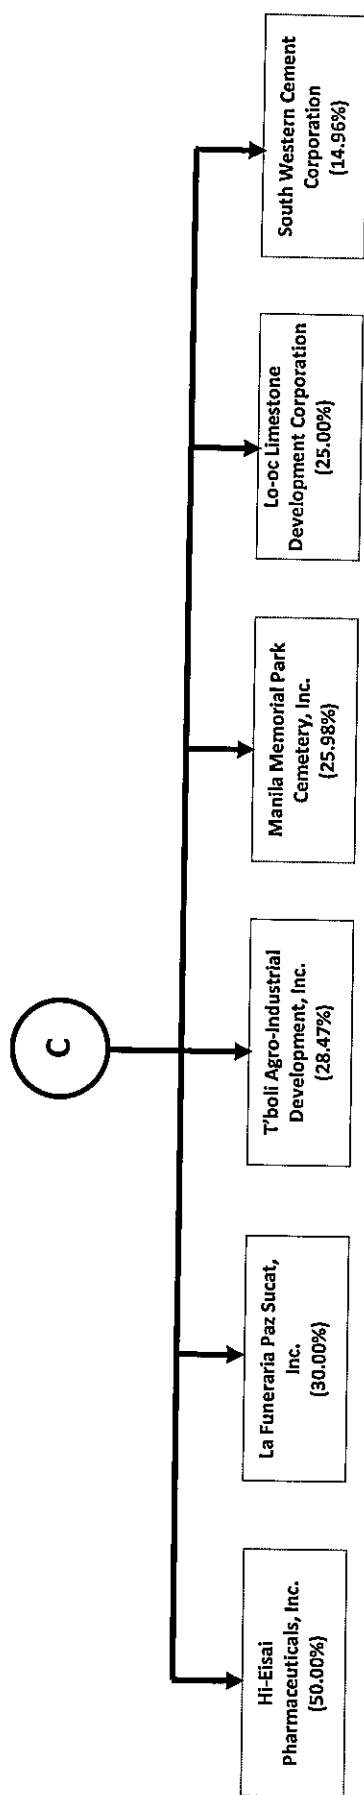 C
Hi-Eisai
Pharmaceuticals, Inc.
(50.00%)
La Funeraria Paz Sucat,
Inc.
(30.00%)
T'boli Agro-Industrial
Development, Inc.
(28.47%)
Manila Memorial Park
Cemetery, Inc.
(25.98%)
Lo-oc Limestone
Development Corporation
(25.00%)
South Western Cement
Corporation
(14.96%)